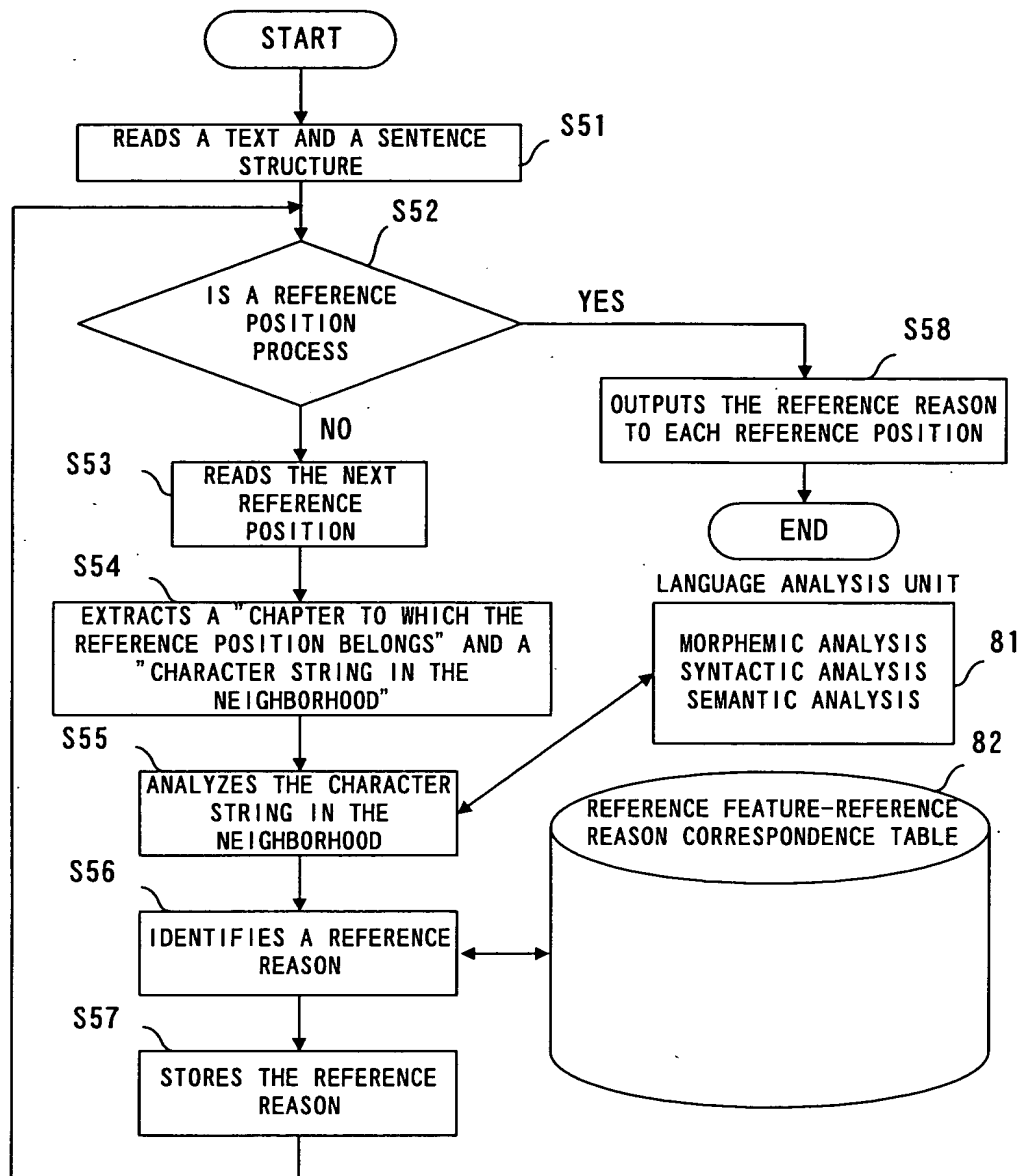 START
S51
READS A TEXT AND A SENTENCE
STRUCTURE
S52
IS A REFERENCE
POSITION
PROCESS
YES
NO
S58
OUTPUTS THE REFERENCE REASON
TO EACH REFERENCE POSITION
END
S53
READS THE NEXT
REFERENCE
POSITION
S54
EXTRACTS A "CHAPTER TO WHICH THE
REFERENCE POSITION BELONGS" AND A
"CHARACTER STRING IN THE
NEIGHBORHOOD"
LANGUAGE ANALYSIS UNIT
MORPHEMIC ANALYSIS
SYNTACTIC ANALYSIS
SEMANTIC ANALYSIS
81
S55
ANALYZES THE CHARACTER
STRING IN THE
NEIGHBORHOOD
82
REFERENCE FEATURE-REFERENCE
REASON CORRESPONDENCE TABLE
S56
IDENTIFIES A REFERENCE
REASON
S57
STORES THE REFERENCE
REASON